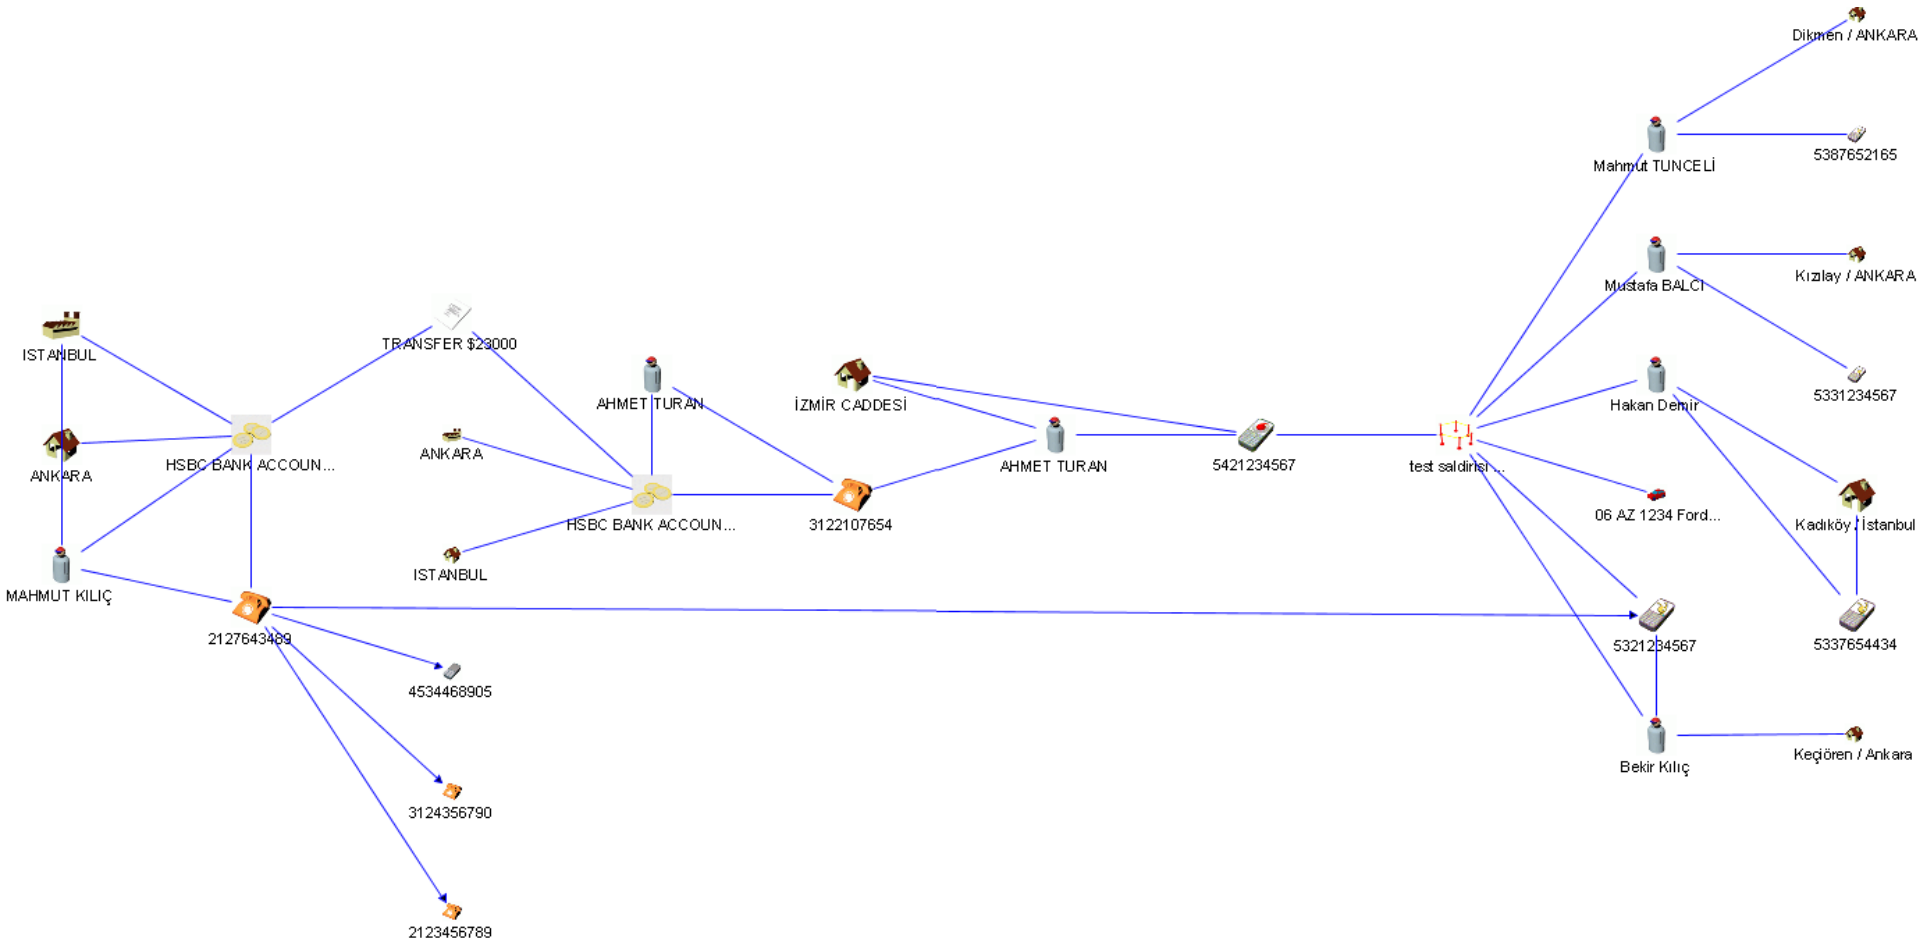 Dikmen / ANKARA
5387652165
Mahmut TUNCELİ
Kızılay / ANKARA
Mustafa BALCI
ISTANBUL
TRANSFER $23000
5331234567
AHMET TURAN
İZMİR CADDESİ
Hakan Demir
ANKARA
HSBC BANK ACCOUN...
ANKARA
AHMET TURAN
5421234567
test saldirisi ...
06 AZ 1234 Ford...
HSBC BANK ACCOUN...
3122107654
Kadıköy / İstanbul
ISTANBUL
MAHMUT KILIÇ
2127643489
5321234567
5337654434
4534468905
Bekir Kılıç
Keçiören / Ankara
3124356790
2123456789